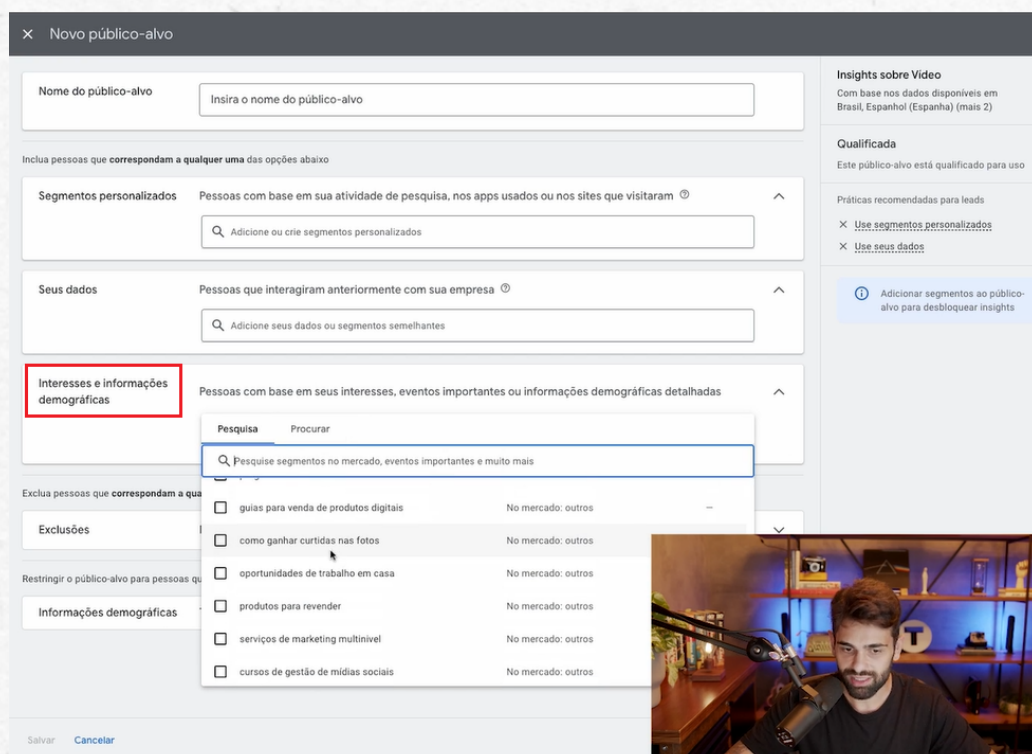 Novo público-alvo
Nome do público-alvo
Insira o nome do público-alvo
Inclua pessoas que correspondam a qualquer uma das opções abaixo
Segmentos personalizados
Pessoas com base em sua atividade de pesquisa, nos apps usados ou nos sites que visitaram
Adicione ou crie segmentos personalizados
Seus dados
Pessoas que interagiram anteriormente com sua empresa
Adicione seus dados ou segmentos semelhantes
Interesses e informações
demográficas
Pessoas com base em seus interesses, eventos importantes ou informações demográficas detalhadas
Pesquisa Procurar
Pesquise segmentos no mercado, eventos importantes e muito mais
guias para venda de produtos digitais No mercado: outros –
como ganhar curtidas nas fotos No mercado: outros
oportunidades de trabalho em casa No mercado: outros
produtos para revender No mercado: outros
serviços de marketing multinivel No mercado: outros
cursos de gestão de mídias sociais No mercado: outros
Exclua pessoas que correspondam a qua
Exclusões
Restringir o público-alvo para pessoas qu
Informações demográficas
Salvar Cancelar
Insights sobre Vídeo
Com base nos dados disponíveis em
Brasil, Espanhol (Espanha) (mais 2)
Qualificada
Este público-alvo está qualificado para uso
Práticas recomendadas para leads
Use segmentos personalizados
Use seus dados
Adicionar segmentos ao público-
alvo para desbloquear insights
T